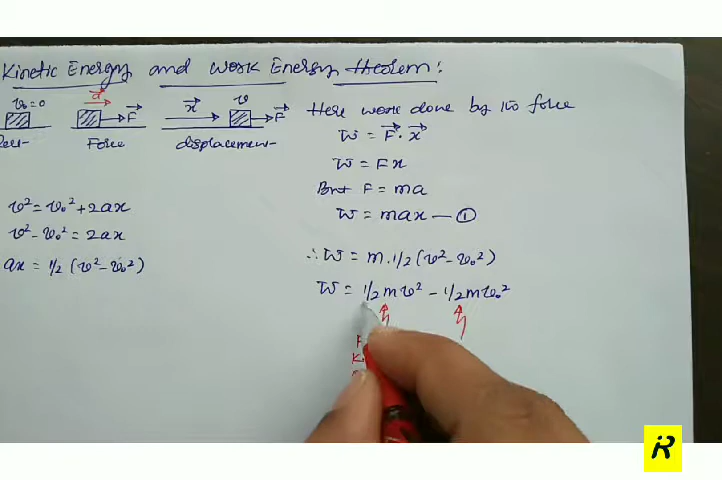 Kinetic Energy and work Energy theorem:
v₀ = 0 a⃗ F⃗ x⃗ v F⃗
Force displacement-
v² = v₀² + 2ax
v² - v₀² = 2ax
ax = 1/2 (v² - v₀²)
Here work done by the force
W = F⃗ . x⃗
W = Fx
But F = ma
W = max — ①
∴ W = m . 1/2 (v² - v₀²)
W = 1/2 mv² - 1/2 mv₀²
F
K.
iR